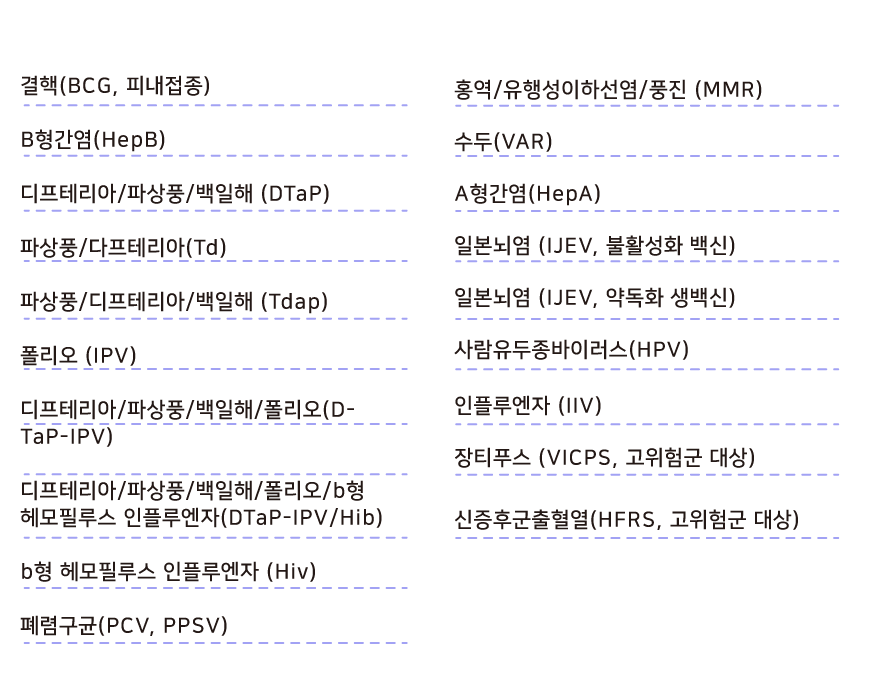 결핵(BCG, 피내접종)
B형간염(HepB)
디프테리아/파상풍/백일해 (DTaP)
파상풍/다프테리아(Td)
파상풍/디프테리아/백일해 (Tdap)
폴리오 (IPV)
디프테리아/파상풍/백일해/폴리오(D-
TaP-IPV)
디프테리아/파상풍/백일해/폴리오/b형
헤모필루스 인플루엔자(DTaP-IPV/Hib)
b형 헤모필루스 인플루엔자 (Hiv)
폐렴구균(PCV, PPSV)
홍역/유행성이하선염/풍진 (MMR)
수두(VAR)
A형간염(HepA)
일본뇌염 (IJEV, 불활성화 백신)
일본뇌염 (IJEV, 약독화 생백신)
사람유두종바이러스(HPV)
인플루엔자 (IIV)
장티푸스 (VICPS, 고위험군 대상)
신증후군출혈열(HFRS, 고위험군 대상)